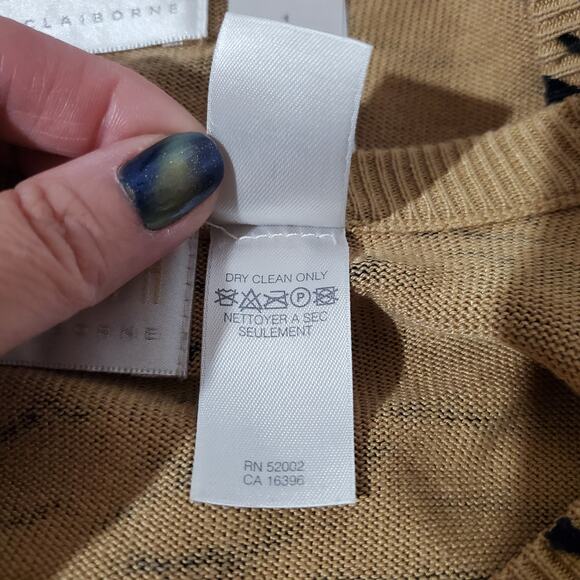 CLAIBORNE
DRY CLEAN ONLY
P
NETTOYER A SEC
SEULEMENT
RN 52002
CA 16396